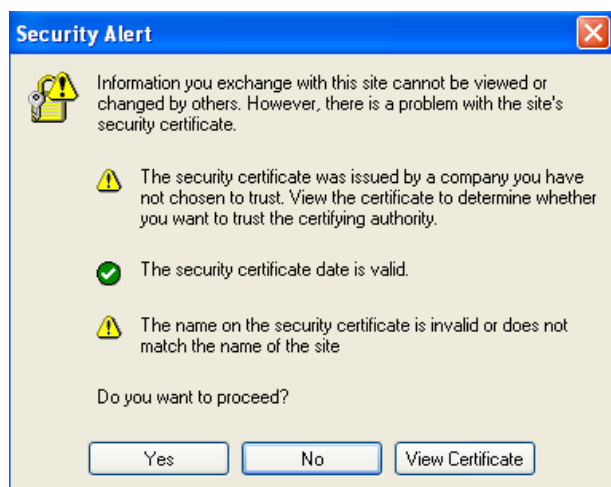 Security Alert
Information you exchange with this site cannot be viewed or
changed by others. However, there is a problem with the site's
security certificate.
The security certificate was issued by a company you have
not chosen to trust. View the certificate to determine whether
you want to trust the certifying authority.
The security certificate date is valid.
The name on the security certificate is invalid or does not
match the name of the site
Do you want to proceed?
Yes No View Certificate